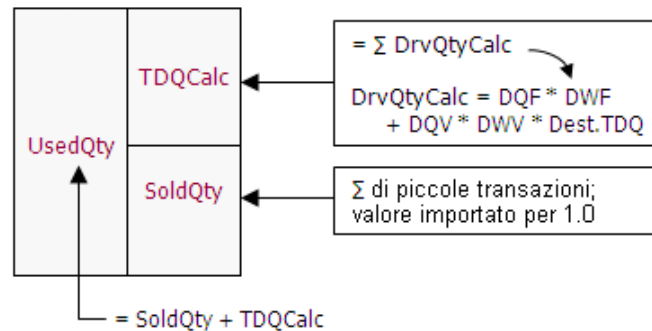 UsedQty
TDQCalc
SoldQty
= Σ DrvQtyCalc
DrvQtyCalc = DQF * DWF
+ DQV * DWV * Dest.TDQ
Σ di piccole transazioni;
valore importato per 1.0
= SoldQty + TDQCalc